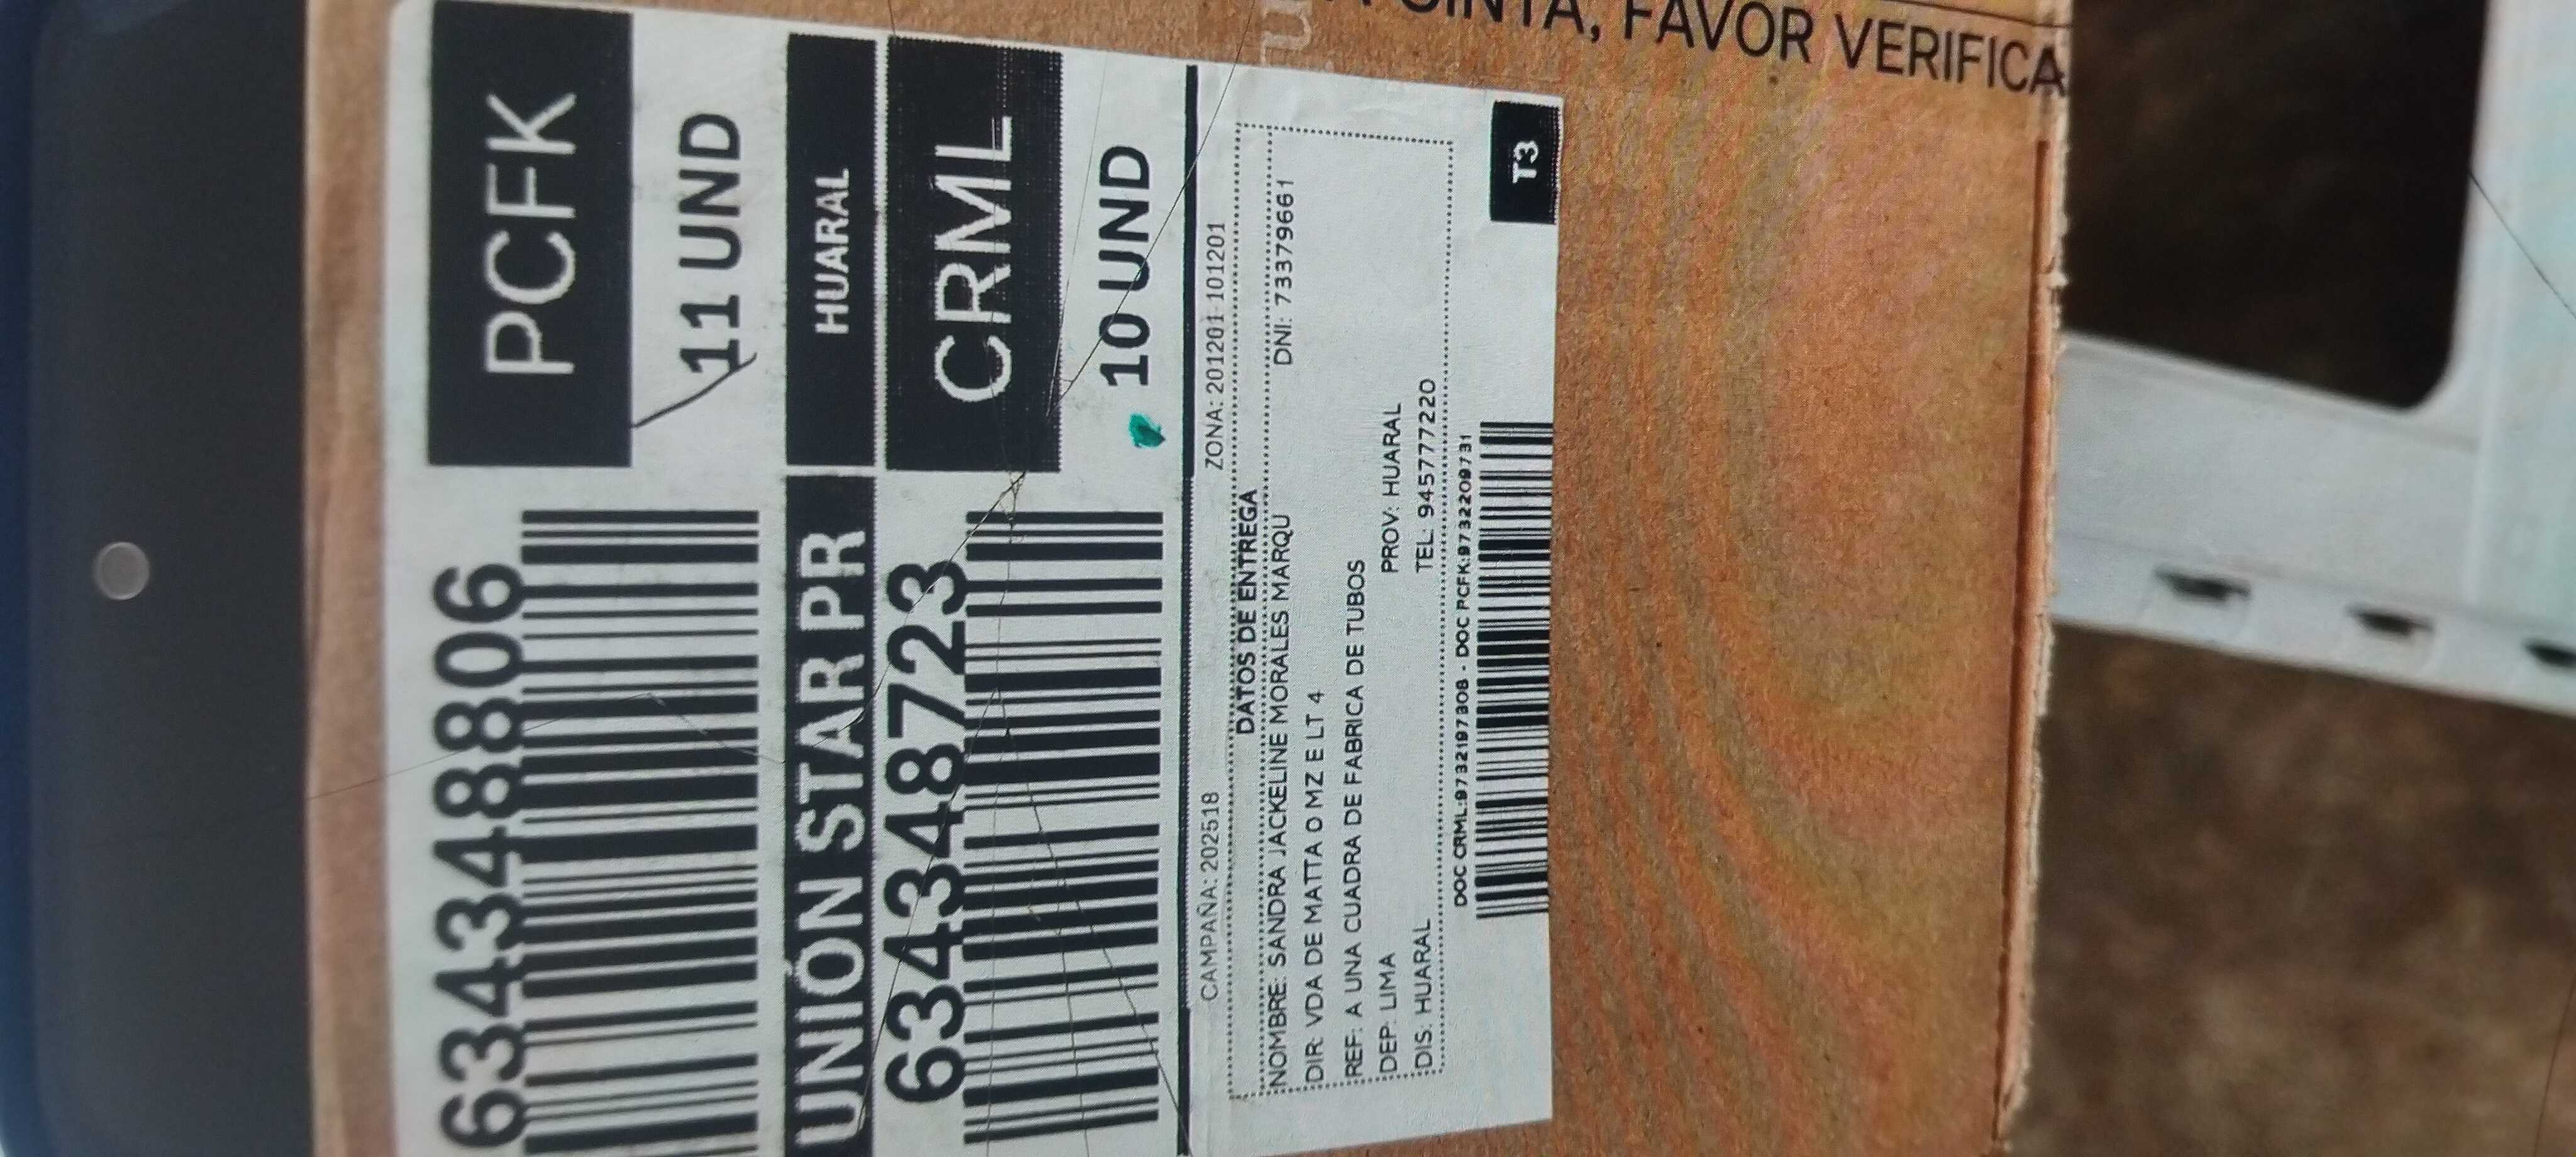 A CINTA, FAVOR VERIFICA
634348806
PCFK
11 UND
UNIÓN STAR PR
HUARAL
634348723
CRML
10 UND
CAMPAÑA: 202518 ZONA: 201201-101201
DATOS DE ENTREGA
NOMBRE: SANDRA JACKELINE MORALES MARQU DNI: 7337796661
DIR: VDA DE MATTA O MZ E LT 4
REF: A UNA CUADRA DE FABRICA DE TUBOS
DEP: LIMA PROV: HUARAL
DIS: HUARAL TEL: 945777220
DOC CRML:9732197308 - DOC PCFK:9732209731
T3